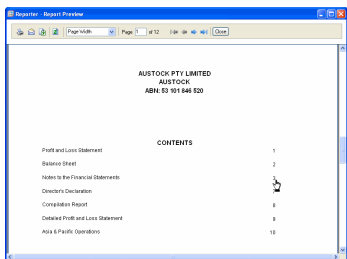 Reporter - Report Preview
Page Width Page 1 of 12 Close
AUSTOCK PTY LIMITED
AUSTOCK
ABN: 53 101 846 520
CONTENTS
Profit and Loss Statement 1
Balance Sheet 2
Notes to the Financial Statements 3
Director's Declaration
Compilation Report 8
Detailed Profit and Loss Statement 9
Asia & Pacific Operations 10